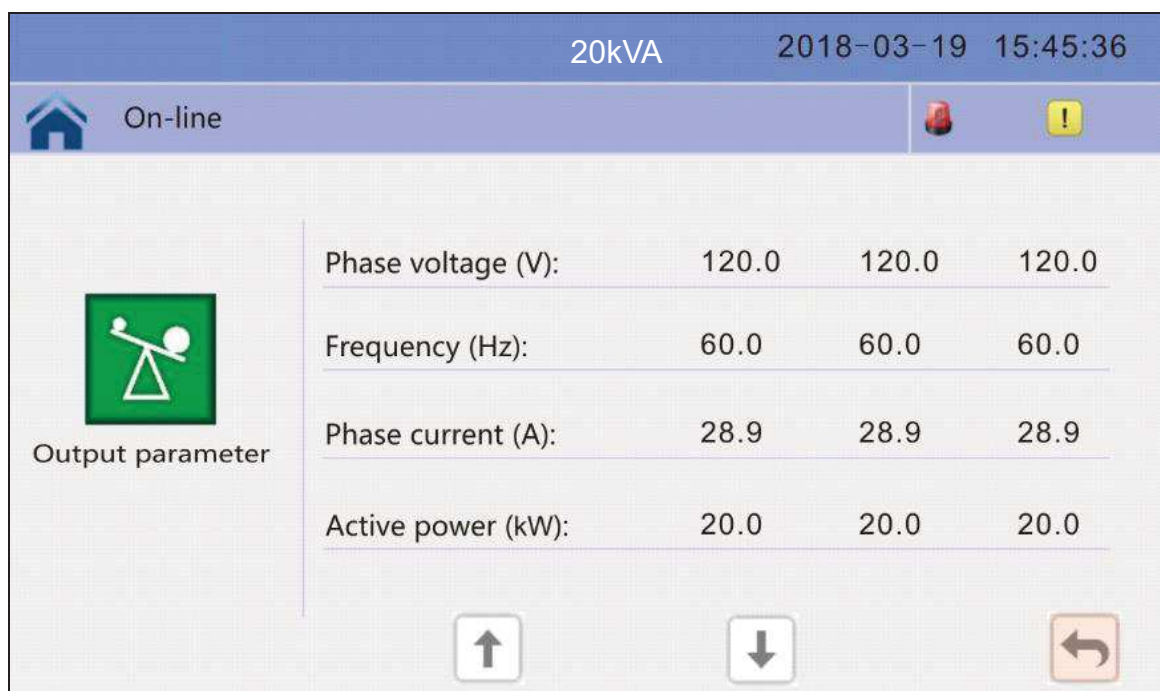 20kVA 2018-03-19 15:45:36
On-line
!
Phase voltage (V): 120.0 120.0 120.0
Frequency (Hz): 60.0 60.0 60.0
Phase current (A): 28.9 28.9 28.9
Output parameter
Active power (kW): 20.0 20.0 20.0